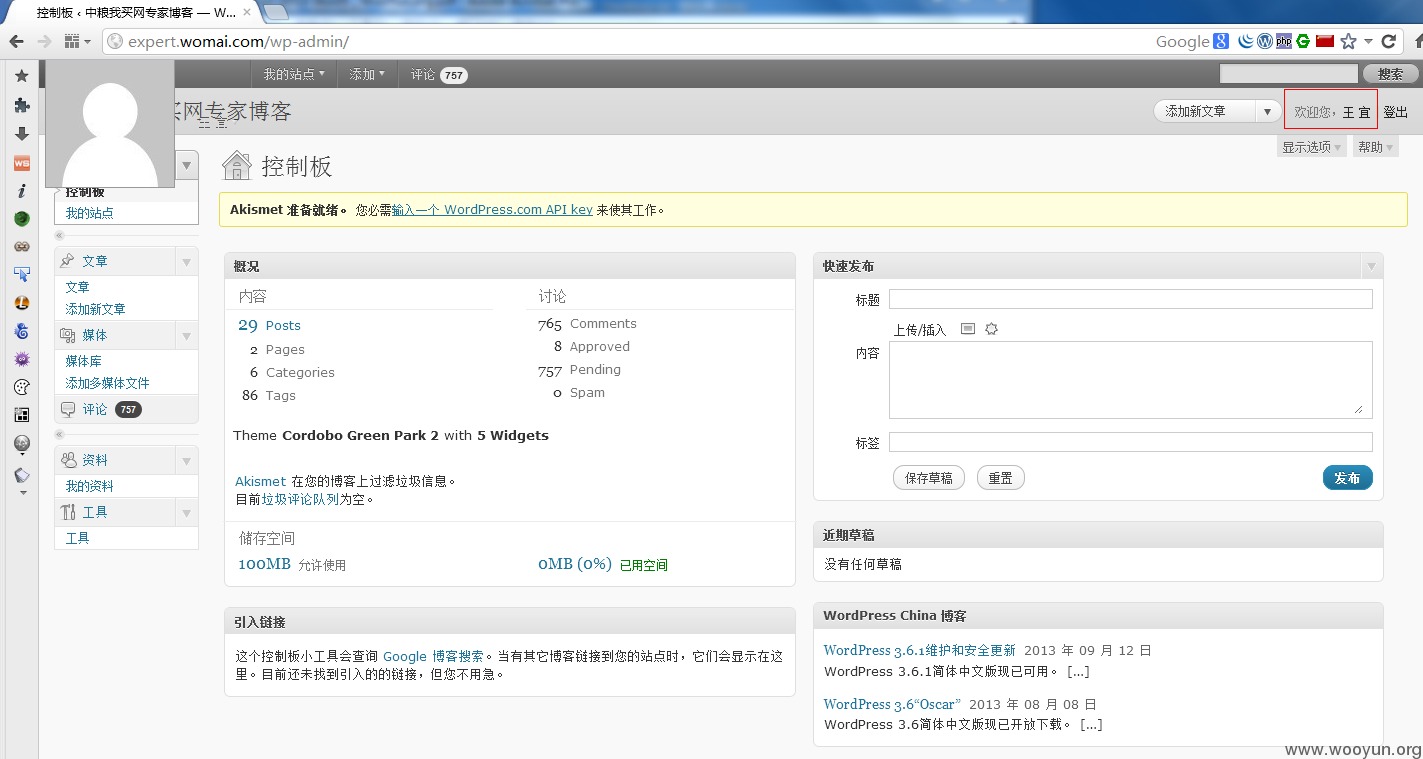 控制板 ‹ 中粮我买网专家博客 — W...
expert.womai.com/wp-admin/
Google
我的站点 添加 评论 757 搜索
买网专家博客
添加新文章 欢迎您，王 宜 登出
显示选项 帮助
控制板
控制板
我的站点
Akismet 准备就绪。 您必需输入一个 WordPress.com API key 来使其工作。
文章
文章
添加新文章
媒体
媒体库
添加多媒体文件
评论 757
资料
我的资料
工具
工具
概况
内容 讨论
29 Posts 765 Comments
2 Pages 8 Approved
6 Categories 757 Pending
86 Tags 0 Spam
Theme Cordobo Green Park 2 with 5 Widgets
Akismet 在您的博客上过滤垃圾信息。
目前垃圾评论队列为空。
储存空间
100MB 允许使用 0MB (0%) 已用空间
引入链接
这个控制板小工具会查询 Google 博客搜索。当有其它博客链接到您的站点时，它们会显示在这
里。目前还未找到引入的的链接，但您不用急。
快速发布
标题
上传/插入
内容
标签
保存草稿 重置 发布
近期草稿
没有任何草稿
WordPress China 博客
WordPress 3.6.1维护和安全更新 2013 年 09 月 12 日
WordPress 3.6.1简体中文版现已可用。 [...]
WordPress 3.6“Oscar” 2013 年 08 月 08 日
WordPress 3.6简体中文版现已开放下载。 [...]
www.wooyun.org